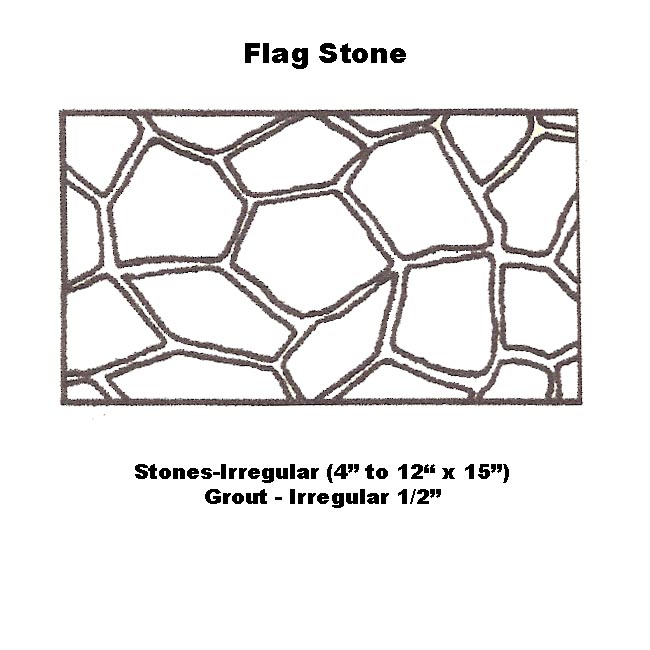 Flag Stone
Stones-Irregular (4” to 12“ x 15”)
Grout - Irregular 1/2”